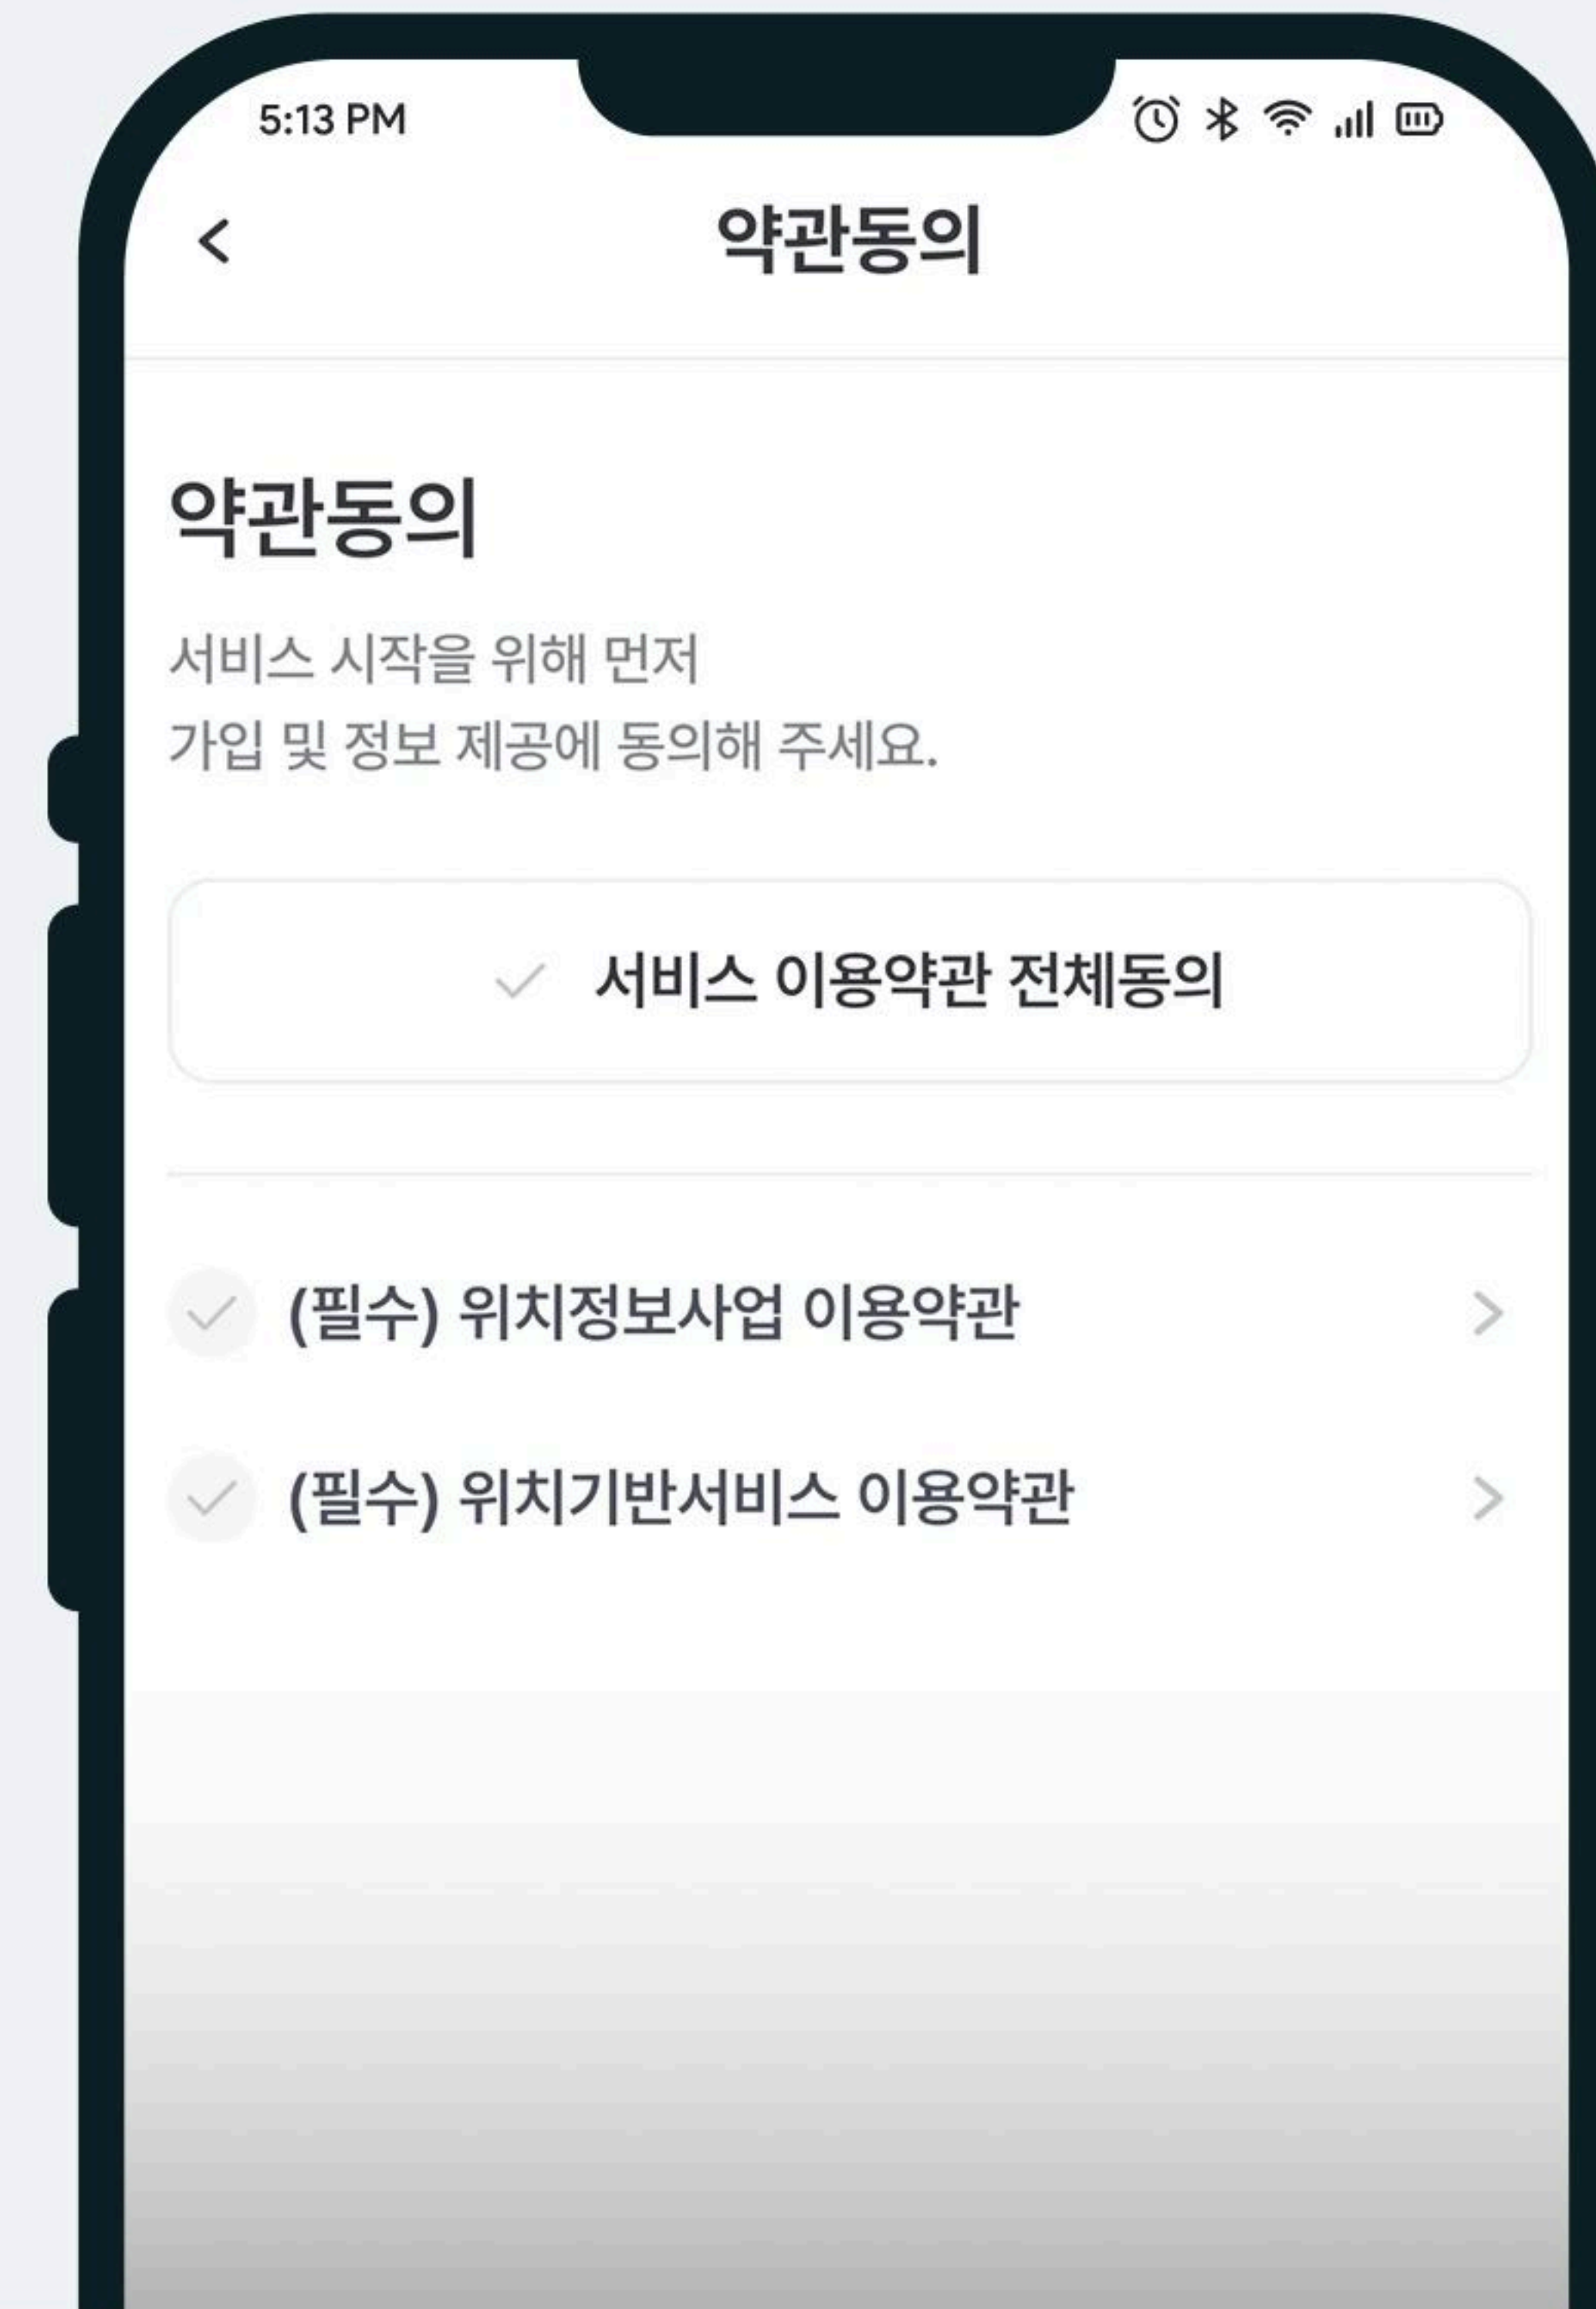 5:13 PM
약관동의
약관동의
서비스 시작을 위해 먼저
가입 및 정보 제공에 동의해 주세요.
서비스 이용약관 전체동의
(필수) 위치정보사업 이용약관
(필수) 위치기반서비스 이용약관